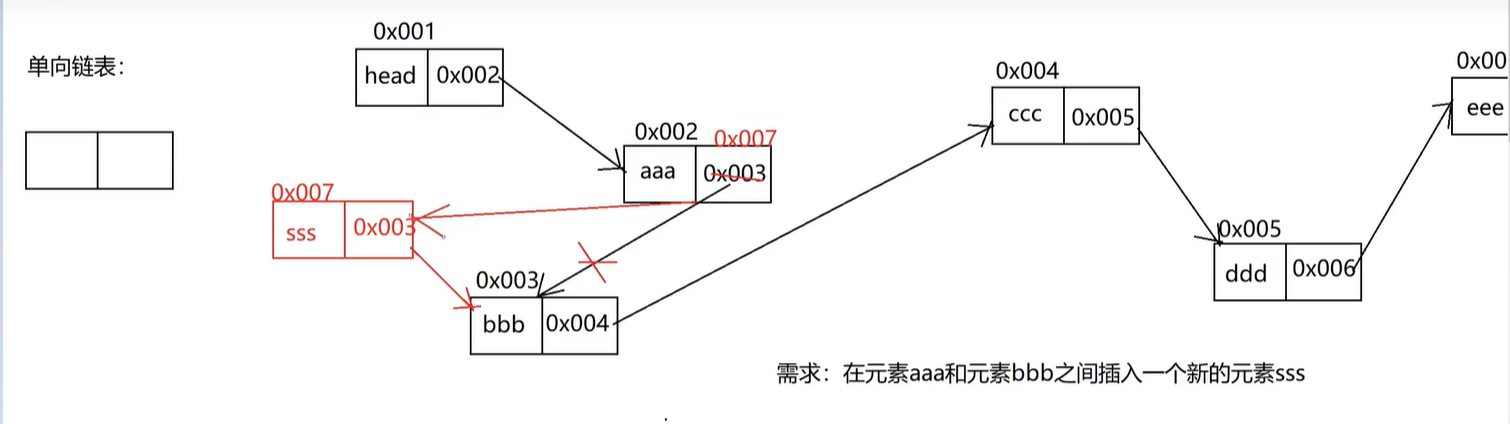 单向链表：
0x001
head 0x002
0x002 0x007
aaa 0x003
0x007
sss 0x003
0x003
bbb 0x004
0x004
ccc 0x005
0x005
ddd 0x006
0x00
eee
需求：在元素aaa和元素bbb之间插入一个新的元素sss